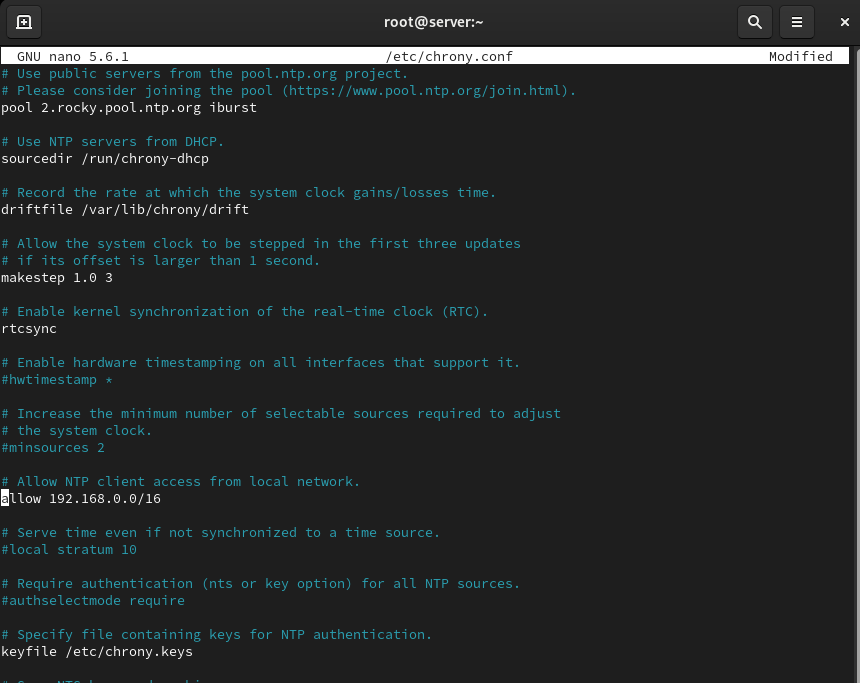 root@server:~
GNU nano 5.6.1 /etc/chrony.conf Modified
# Use public servers from the pool.ntp.org project.
# Please consider joining the pool (https://www.pool.ntp.org/join.html).
pool 2.rocky.pool.ntp.org iburst
# Use NTP servers from DHCP.
sourcedir /run/chrony-dhcp
# Record the rate at which the system clock gains/losses time.
driftfile /var/lib/chrony/drift
# Allow the system clock to be stepped in the first three updates
# if its offset is larger than 1 second.
makestep 1.0 3
# Enable kernel synchronization of the real-time clock (RTC).
rtcsync
# Enable hardware timestamping on all interfaces that support it.
#hwtimestamp *
# Increase the minimum number of selectable sources required to adjust
# the system clock.
#minsources 2
# Allow NTP client access from local network.
allow 192.168.0.0/16
# Serve time even if not synchronized to a time source.
#local stratum 10
# Require authentication (nts or key option) for all NTP sources.
#authselectmode require
# Specify file containing keys for NTP authentication.
keyfile /etc/chrony.keys